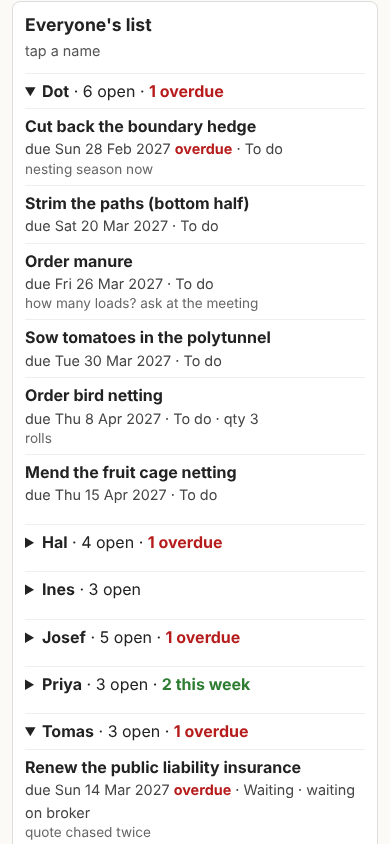 Everyone's list
tap a name
Dot · 6 open · 1 overdue
Cut back the boundary hedge
due Sun 28 Feb 2027 overdue · To do
nesting season now
Strim the paths (bottom half)
due Sat 20 Mar 2027 · To do
Order manure
due Fri 26 Mar 2027 · To do
how many loads? ask at the meeting
Sow tomatoes in the polytunnel
due Tue 30 Mar 2027 · To do
Order bird netting
due Thu 8 Apr 2027 · To do · qty 3
rolls
Mend the fruit cage netting
due Thu 15 Apr 2027 · To do
Hal · 4 open · 1 overdue
Ines · 3 open
Josef · 5 open · 1 overdue
Priya · 3 open · 2 this week
Tomas · 3 open · 1 overdue
Renew the public liability insurance
due Sun 14 Mar 2027 overdue · Waiting · waiting
on broker
quote chased twice